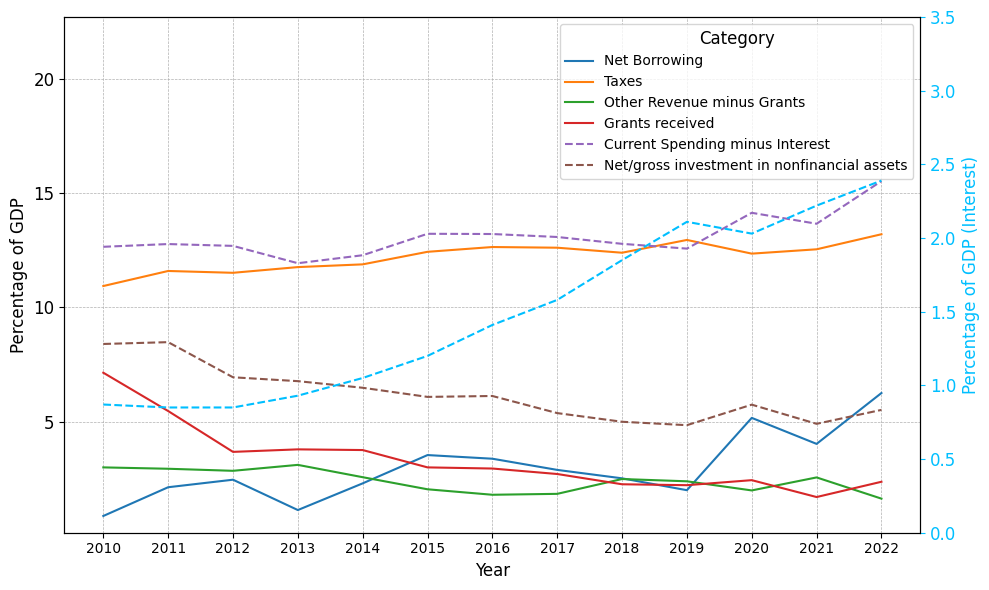 Category
Net Borrowing
Taxes
Other Revenue minus Grants
Grants received
Current Spending minus Interest
Net/gross investment in nonfinancial assets
Percentage of GDP
20
15
10
5
3.5
3.0
2.5
2.0
1.5
1.0
0.5
0.0
Percentage of GDP (Interest)
2010 2011 2012 2013 2014 2015 2016 2017 2018 2019 2020 2021 2022
Year